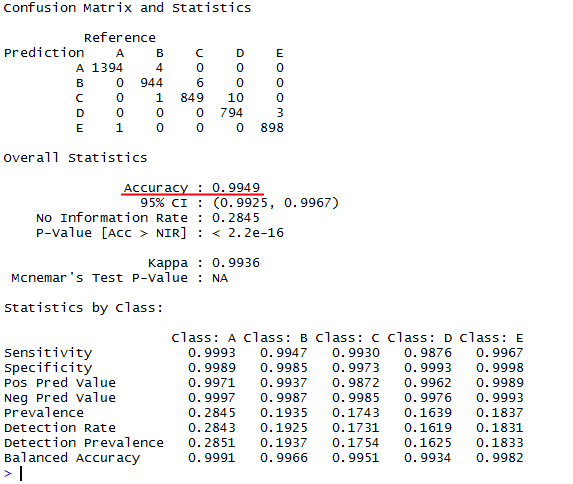 Confusion Matrix and Statistics
Reference
Prediction A B C D E
A 1394 4 0 0 0
B 0 944 6 0 0
C 0 1 849 10 0
D 0 0 0 794 3
E 1 0 0 0 898
Overall Statistics
Accuracy : 0.9949
95% CI : (0.9925, 0.9967)
No Information Rate : 0.2845
P-Value [Acc > NIR] : < 2.2e-16
Kappa : 0.9936
Mcnemar's Test P-Value : NA
Statistics by Class:
Class: A Class: B Class: C Class: D Class: E
Sensitivity 0.9993 0.9947 0.9930 0.9876 0.9967
Specificity 0.9989 0.9985 0.9973 0.9993 0.9998
Pos Pred Value 0.9971 0.9937 0.9872 0.9962 0.9989
Neg Pred Value 0.9997 0.9987 0.9985 0.9976 0.9993
Prevalence 0.2845 0.1935 0.1743 0.1639 0.1837
Detection Rate 0.2843 0.1925 0.1731 0.1619 0.1831
Detection Prevalence 0.2851 0.1937 0.1754 0.1625 0.1833
Balanced Accuracy 0.9991 0.9966 0.9951 0.9934 0.9982
>